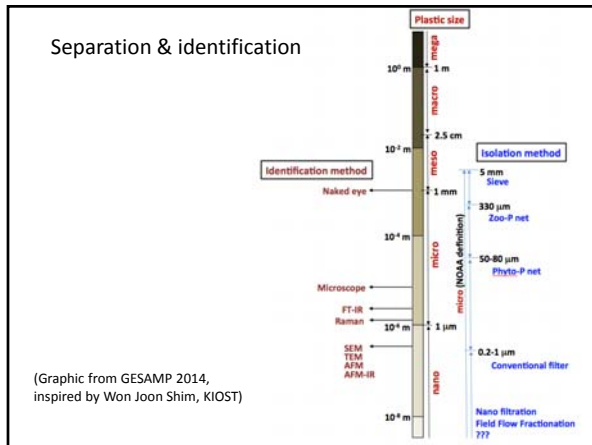 Separation & identification
Plastic size
mega
10⁰ m
1 m
macro
2.5 cm
10⁻² m
meso
Isolation method
Identification method
5 mm
Sieve
Naked eye
1 mm
330 µm
Zoo-P net
10⁻⁴ m
micro
micro (NOAA definition)
50-80 µm
Phyto-P net
Microscope
FT-IR
Raman
10⁻⁶ m
1 µm
SEM
TEM
AFM
AFM-IR
0.2-1 µm
Conventional filter
nano
(Graphic from GESAMP 2014,
inspired by Won Joon Shim, KIOST)
10⁻⁸ m
Nano filtration
Field Flow Fractionation
???